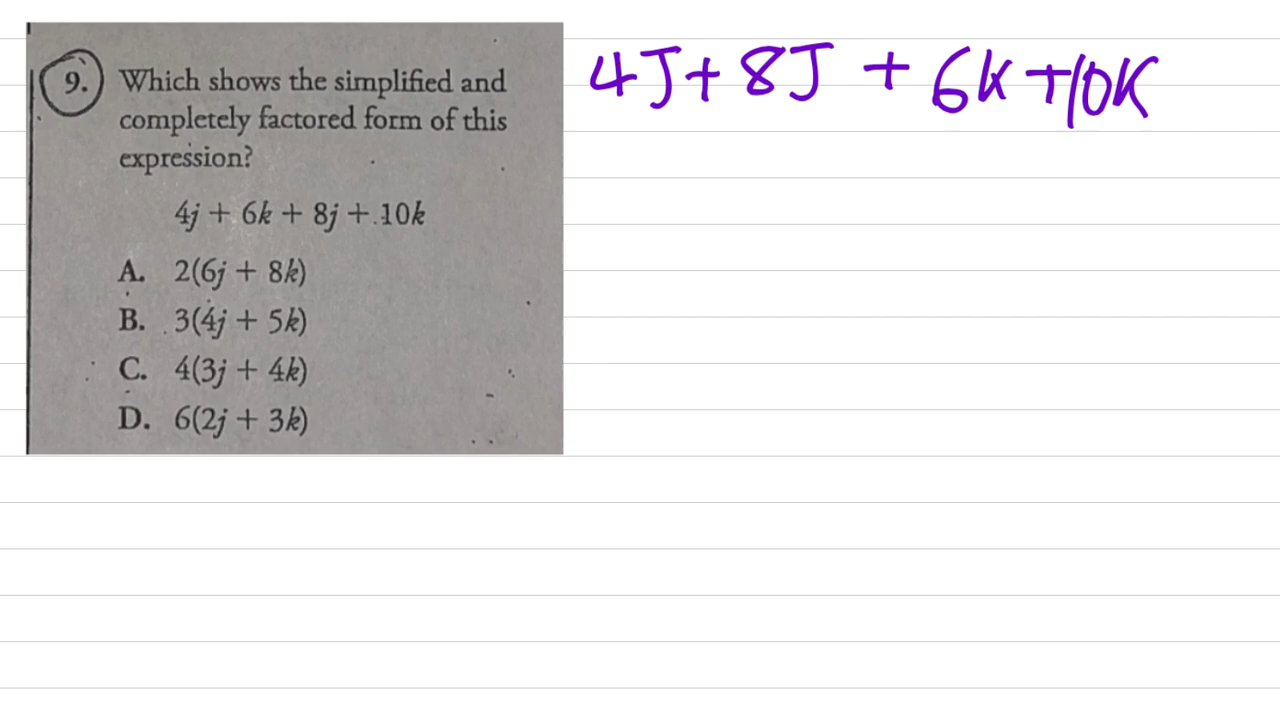 9. Which shows the simplified and
completely factored form of this
expression?
4j + 6k + 8j + 10k
A. 2(6j + 8k)
B. 3(4j + 5k)
C. 4(3j + 4k)
D. 6(2j + 3k)
4J + 8J + 6K + 10K